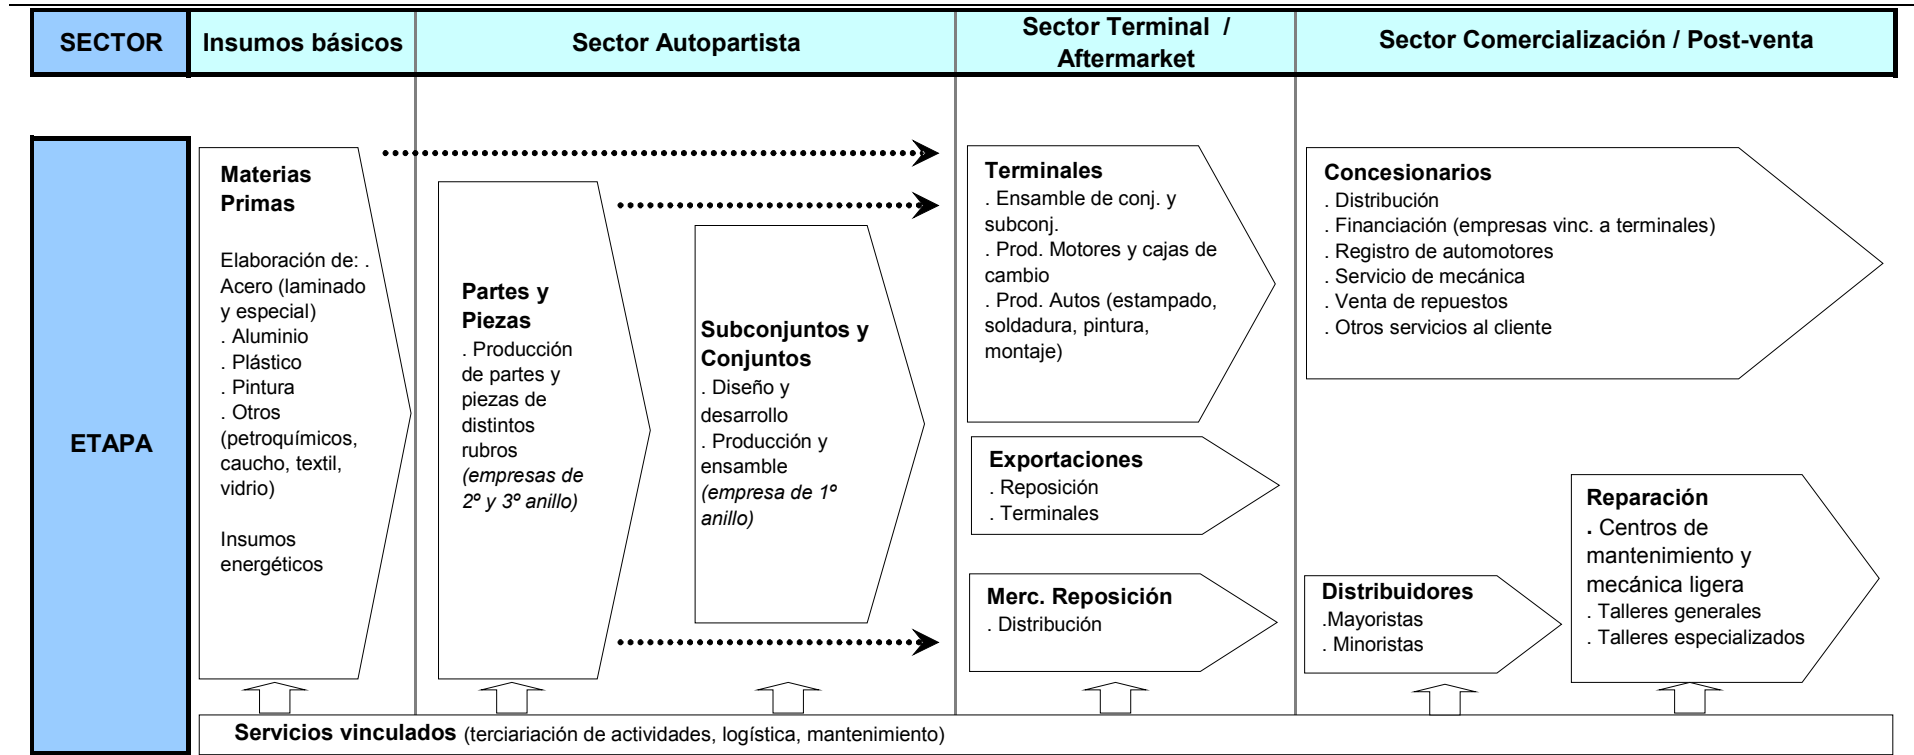 SECTOR
Insumos básicos
Sector Autopartista
Sector Terminal /
Aftermarket
Sector Comercialización / Post-venta
ETAPA
Materias
Primas
Elaboración de: .
Acero (laminado
y especial)
. Aluminio
. Plástico
. Pintura
. Otros
(petroquímicos,
caucho, textil,
vidrio)
Insumos
energéticos
Partes y
Piezas
. Producción
de partes y
piezas de
distintos
rubros
(empresas de
2º y 3º anillo)
Subconjuntos y
Conjuntos
. Diseño y
desarrollo
. Producción y
ensamble
(empresa de 1º
anillo)
Terminales
. Ensamble de conj. y
subconj.
. Prod. Motores y cajas de
cambio
. Prod. Autos (estampado,
soldadura, pintura,
montaje)
Exportaciones
. Reposición
. Terminales
Merc. Reposición
. Distribución
Concesionarios
. Distribución
. Financiación (empresas vinc. a terminales)
. Registro de automotores
. Servicio de mecánica
. Venta de repuestos
. Otros servicios al cliente
Distribuidores
.Mayoristas
. Minoristas
Reparación
. Centros de
mantenimiento y
mecánica ligera
. Talleres generales
. Talleres especializados
Servicios vinculados (terciariación de actividades, logística, mantenimiento)